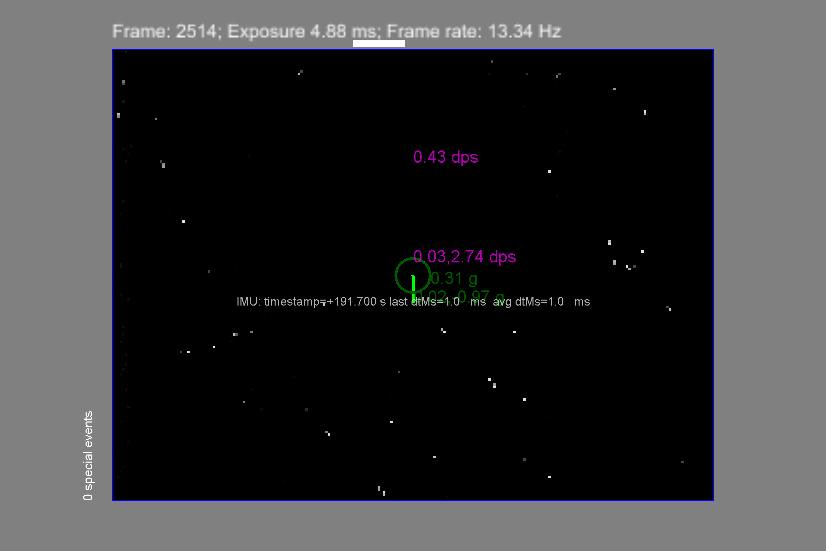 Frame: 2514; Exposure 4.88 ms; Frame rate: 13.34 Hz
0.43 dps
0.03,2.74 dps
0.31 g
IMU: timestamp=+191.700 s last dtMs=1.0 ms avg dtMs=1.0 ms
0 special events